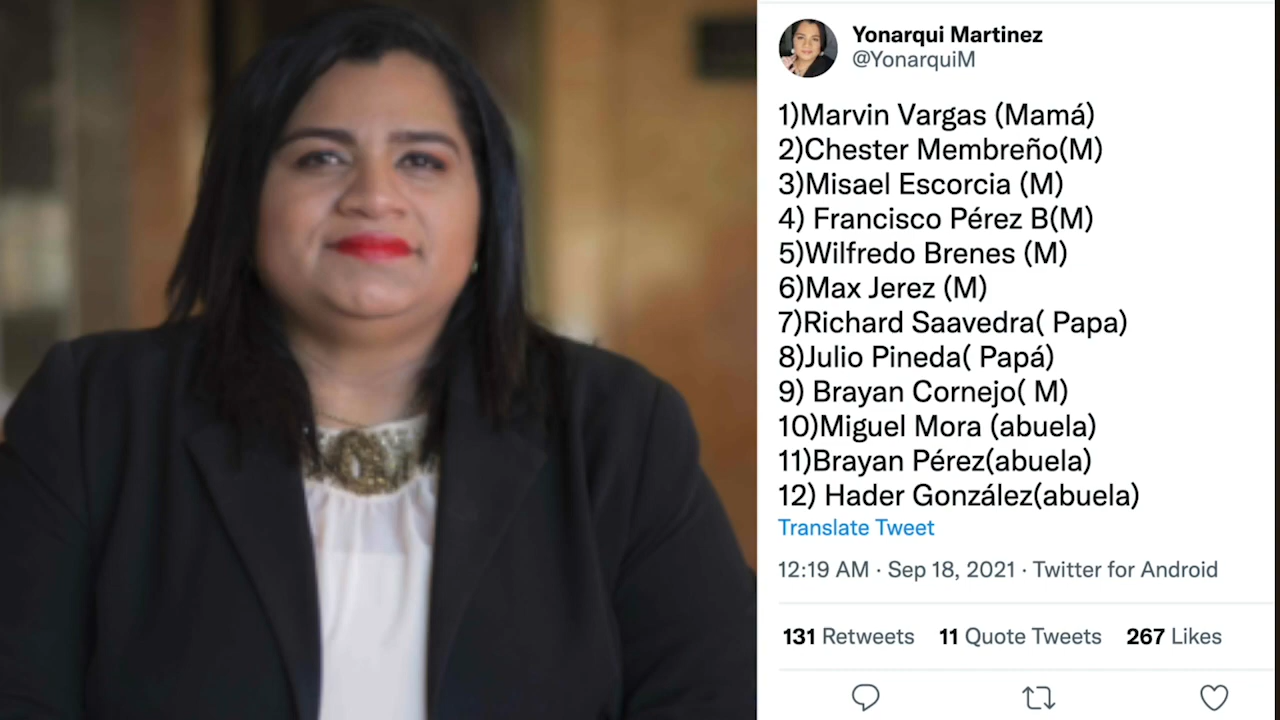 Yonarqui Martinez
@YonarquiM
1)Marvin Vargas (Mamá)
2)Chester Membreño(M)
3)Misael Escorcia (M)
4) Francisco Pérez B(M)
5)Wilfredo Brenes (M)
6)Max Jerez (M)
7)Richard Saavedra( Papa)
8)Julio Pineda( Papá)
9) Brayan Cornejo( M)
10)Miguel Mora (abuela)
11)Brayan Pérez(abuela)
12) Hader González(abuela)
Translate Tweet
12:19 AM · Sep 18, 2021 · Twitter for Android
131 Retweets 11 Quote Tweets 267 Likes